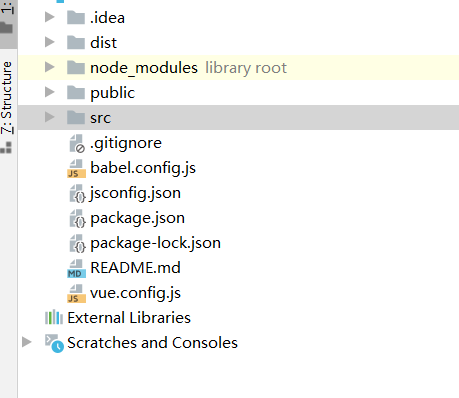 1:
7: Structure
.idea
dist
node_modules library root
public
src
.gitignore
JS babel.config.js
jsconfig.json
package.json
package-lock.json
MD README.md
JS vue.config.js
External Libraries
Scratches and Consoles